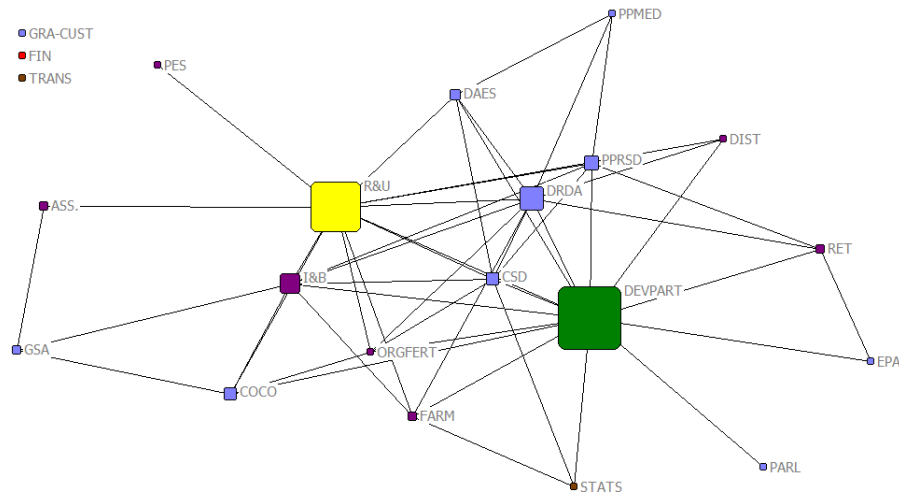 PPMED
GRA-CUST
FIN
PES
TRANS
DAES
DIST
PPRSD
R&U
DRDA
ASS.
RET
I&B
CSD
DEVPART
GSA
ORGFERT
EPA
COCO
FARM
PARL
STATS